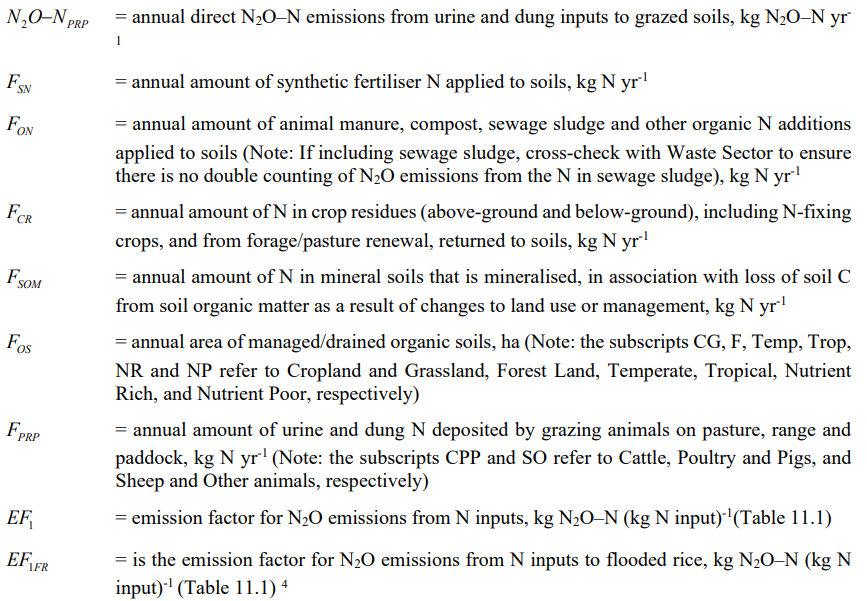 N₂O–N_PRP = annual direct N₂O–N emissions from urine and dung inputs to grazed soils, kg N₂O–N yr⁻
¹
F_SN = annual amount of synthetic fertiliser N applied to soils, kg N yr⁻¹
F_ON = annual amount of animal manure, compost, sewage sludge and other organic N additions
applied to soils (Note: If including sewage sludge, cross-check with Waste Sector to ensure
there is no double counting of N₂O emissions from the N in sewage sludge), kg N yr⁻¹
F_CR = annual amount of N in crop residues (above-ground and below-ground), including N-fixing
crops, and from forage/pasture renewal, returned to soils, kg N yr⁻¹
F_SOM = annual amount of N in mineral soils that is mineralised, in association with loss of soil C
from soil organic matter as a result of changes to land use or management, kg N yr⁻¹
F_OS = annual area of managed/drained organic soils, ha (Note: the subscripts CG, F, Temp, Trop,
NR and NP refer to Cropland and Grassland, Forest Land, Temperate, Tropical, Nutrient
Rich, and Nutrient Poor, respectively)
F_PRP = annual amount of urine and dung N deposited by grazing animals on pasture, range and
paddock, kg N yr⁻¹ (Note: the subscripts CPP and SO refer to Cattle, Poultry and Pigs, and
Sheep and Other animals, respectively)
EF₁ = emission factor for N₂O emissions from N inputs, kg N₂O–N (kg N input)⁻¹(Table 11.1)
EF_1FR = is the emission factor for N₂O emissions from N inputs to flooded rice, kg N₂O–N (kg N
input)⁻¹ (Table 11.1) ⁴